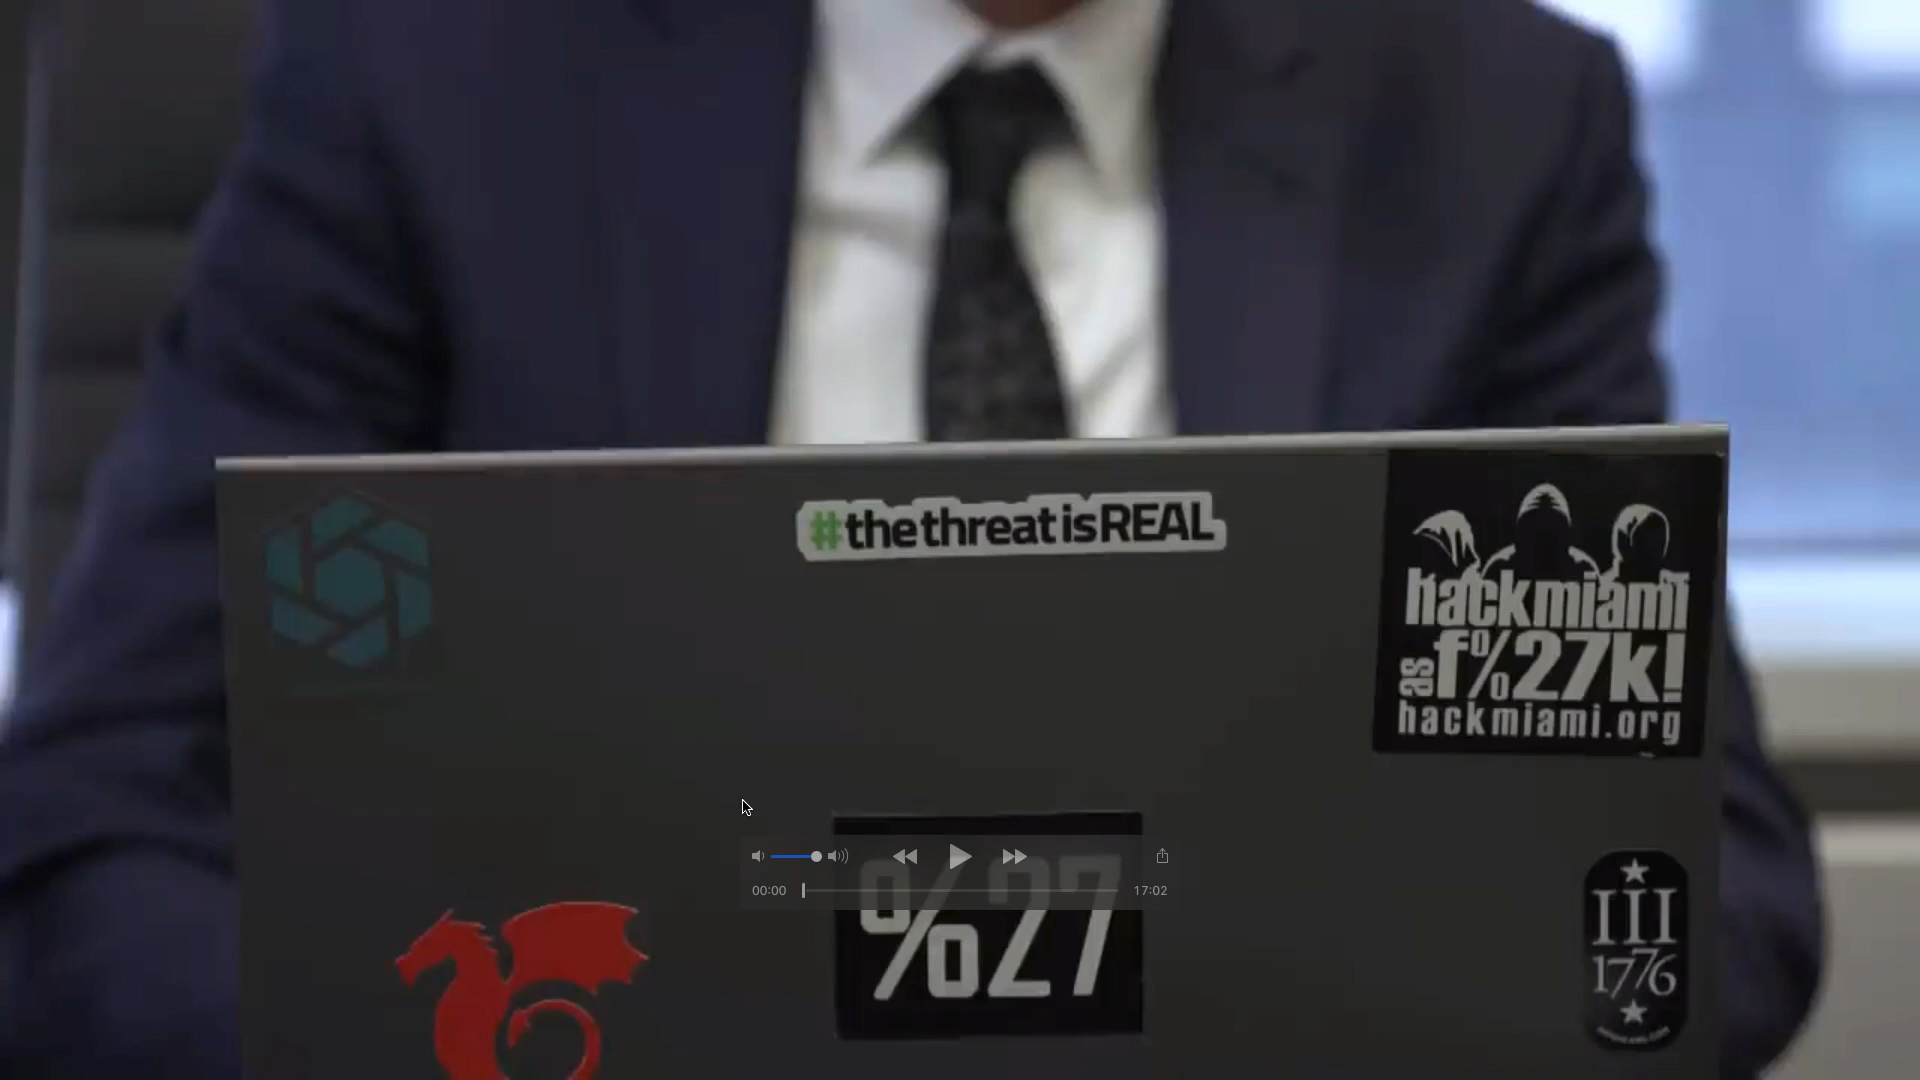 #thethreatisREAL
hackmiami
as f%27k!
hackmiami.org
%27
00:00
17:02
III
1776